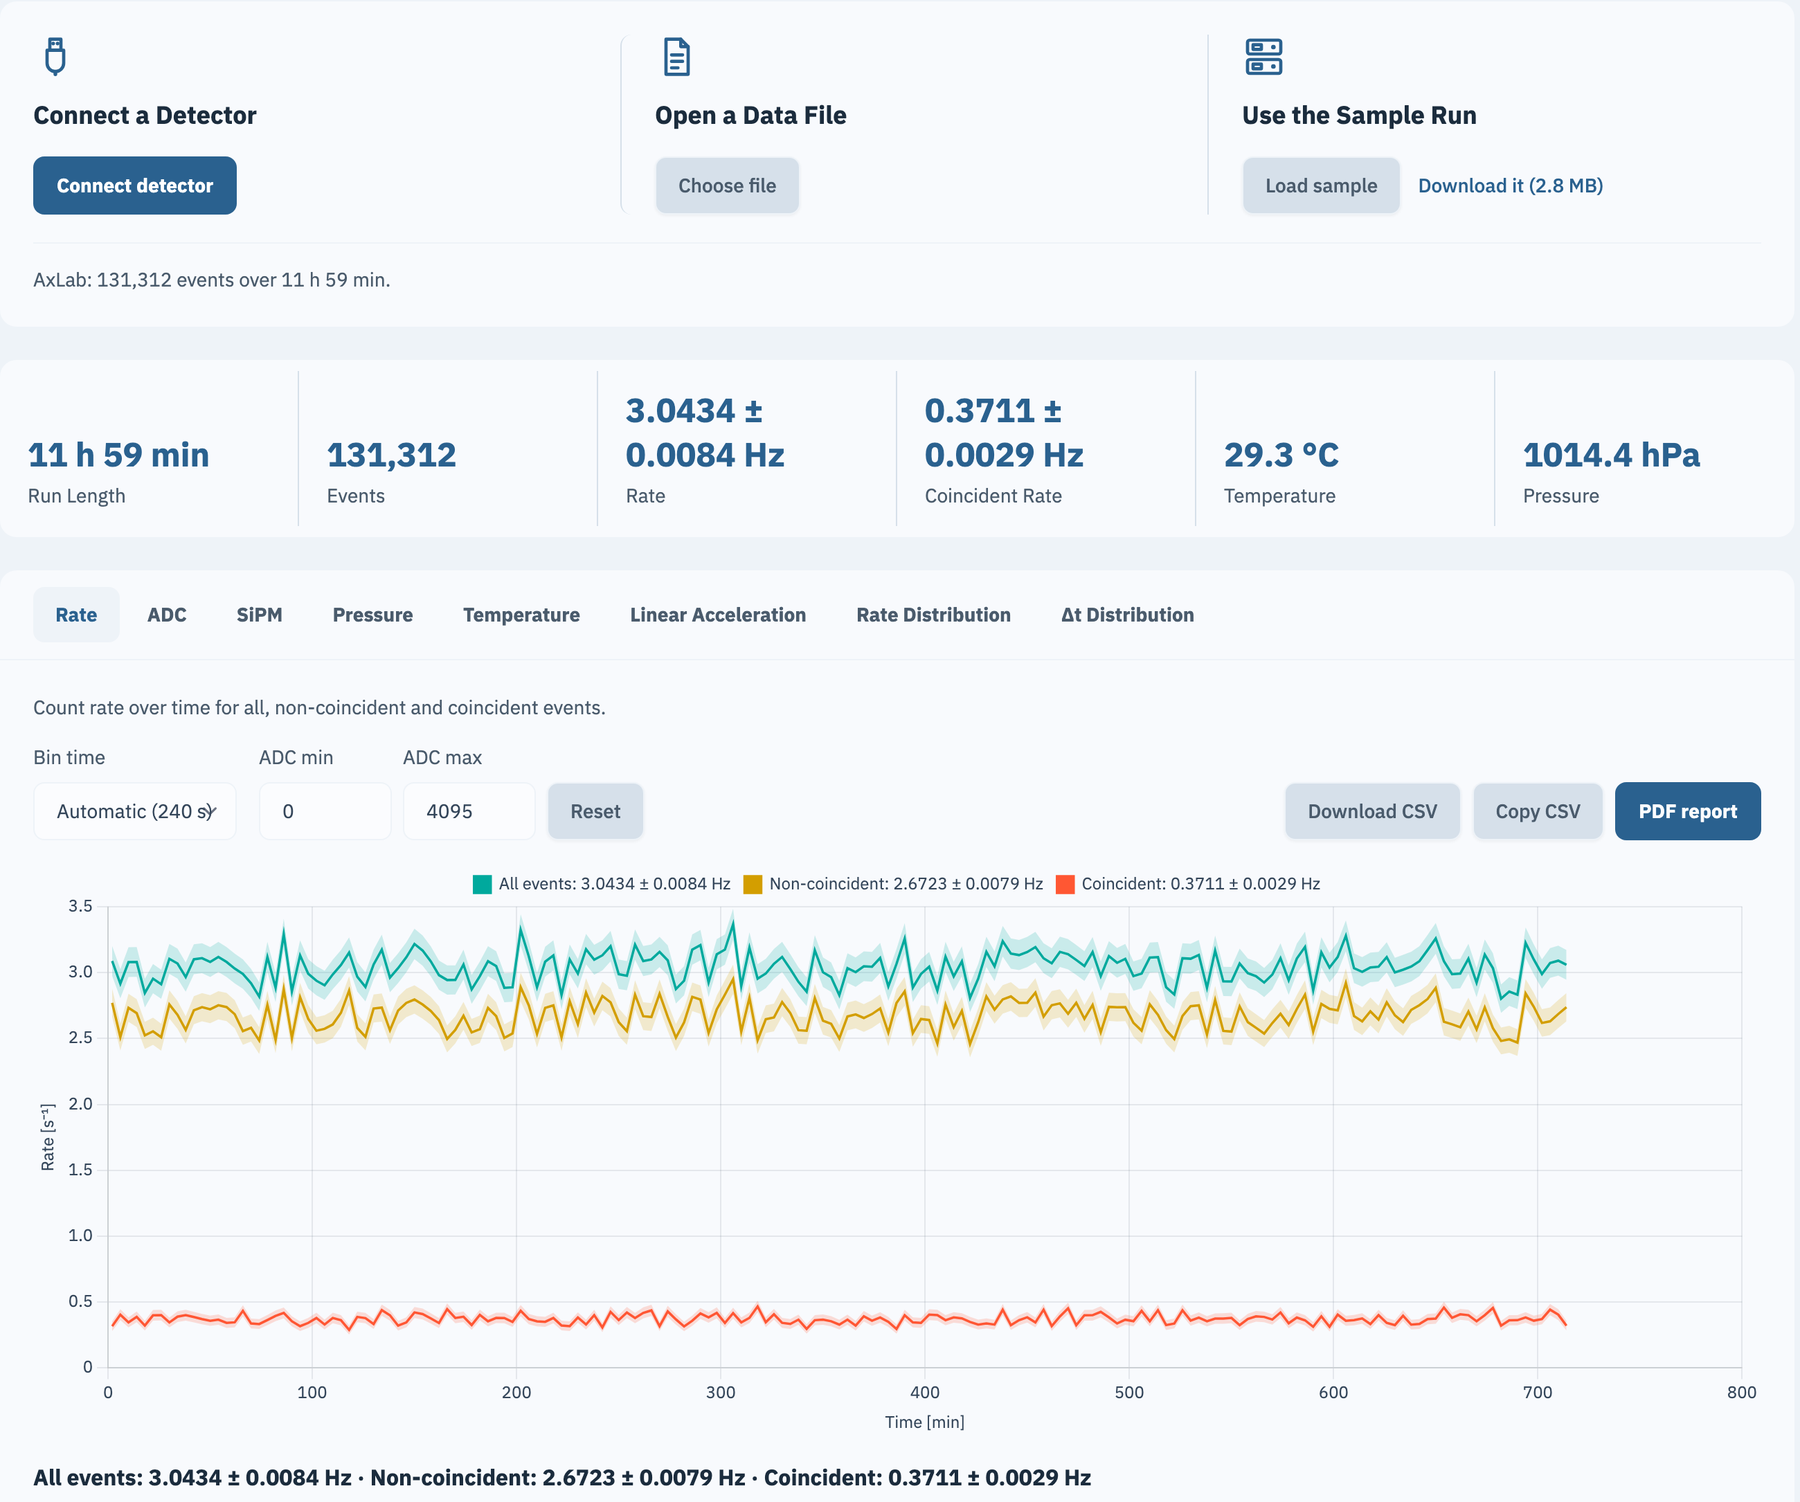 Connect a Detector
Open a Data File
Use the Sample Run
Connect detector
Choose file
Load sample
Download it (2.8 MB)
AxLab: 131,312 events over 11 h 59 min.
11 h 59 min
Run Length
131,312
Events
3.0434 ±
0.0084 Hz
Rate
0.3711 ±
0.0029 Hz
Coincident Rate
29.3 °C
Temperature
1014.4 hPa
Pressure
Rate
ADC
SiPM
Pressure
Temperature
Linear Acceleration
Rate Distribution
Δt Distribution
Count rate over time for all, non-coincident and coincident events.
Bin time
ADC min
ADC max
Automatic (240 s)
0
4095
Reset
Download CSV
Copy CSV
PDF report
All events: 3.0434 ± 0.0084 Hz
Non-coincident: 2.6723 ± 0.0079 Hz
Coincident: 0.3711 ± 0.0029 Hz
3.5
3.0
2.5
2.0
1.5
1.0
0.5
0
Rate [s⁻¹]
0
100
200
300
400
500
600
700
800
Time [min]
All events: 3.0434 ± 0.0084 Hz · Non-coincident: 2.6723 ± 0.0079 Hz · Coincident: 0.3711 ± 0.0029 Hz